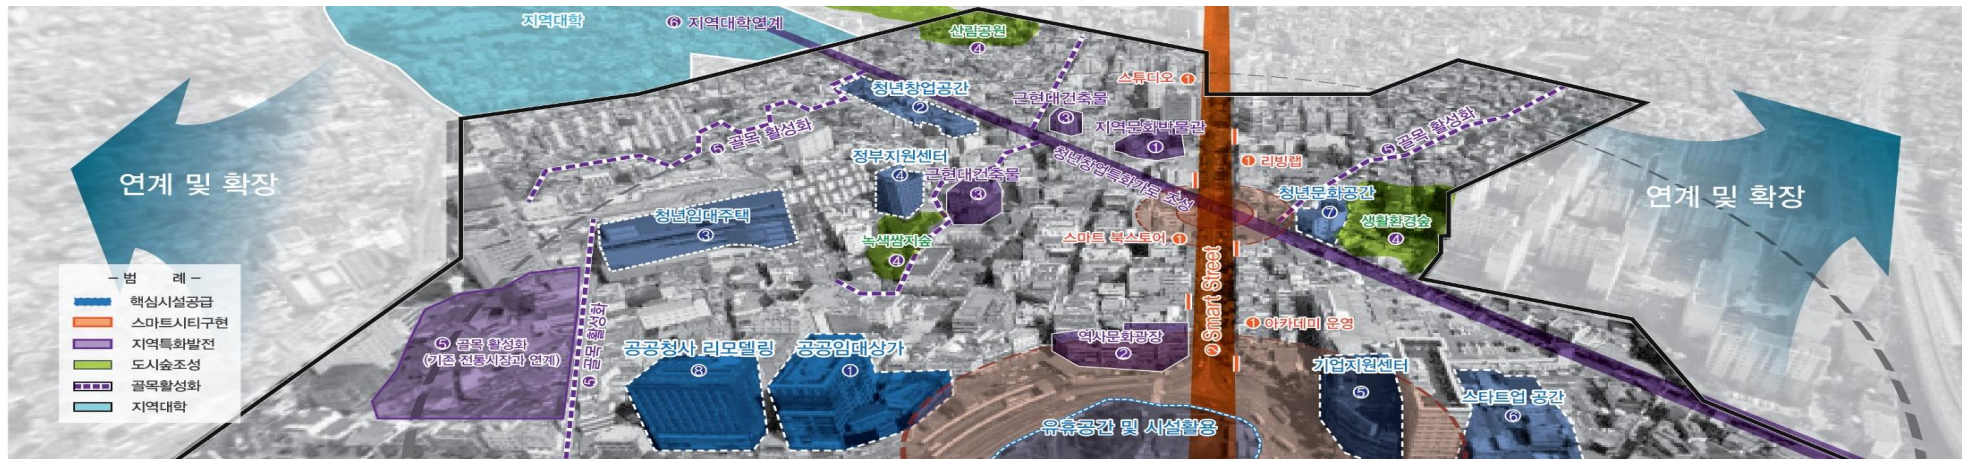 지역대학
⑥ 지역대학연계
산림공원
④
스튜디오 ①
청년창업공간
②
근현대건축물
③
지역문화박물관
①
⑤ 골목 활성화
⑤ 골목 활성화
정부지원센터
④
① 리빙랩
청년창업특화가로 조성
연계 및 확장
연계 및 확장
근현대건축물
③
청년문화공간
⑦
생활환경숲
④
청년임대주택
③
녹색쌈지숲
④
스마트 북스토어 ①
- 범 례 -
핵심시설공급
스마트시티구현
지역특화발전
도시숲조성
골목활성화
지역대학
⑤ 골목 활성화
(기존 전통시장과 연계)
⑤ 골목 활성화
② Smart Street
① 아카데미 운영
역사문화광장
②
공공청사 리모델링
⑧
공공임대상가
①
기업지원센터
⑤
스타트업 공간
⑥
유휴공간 및 시설활용